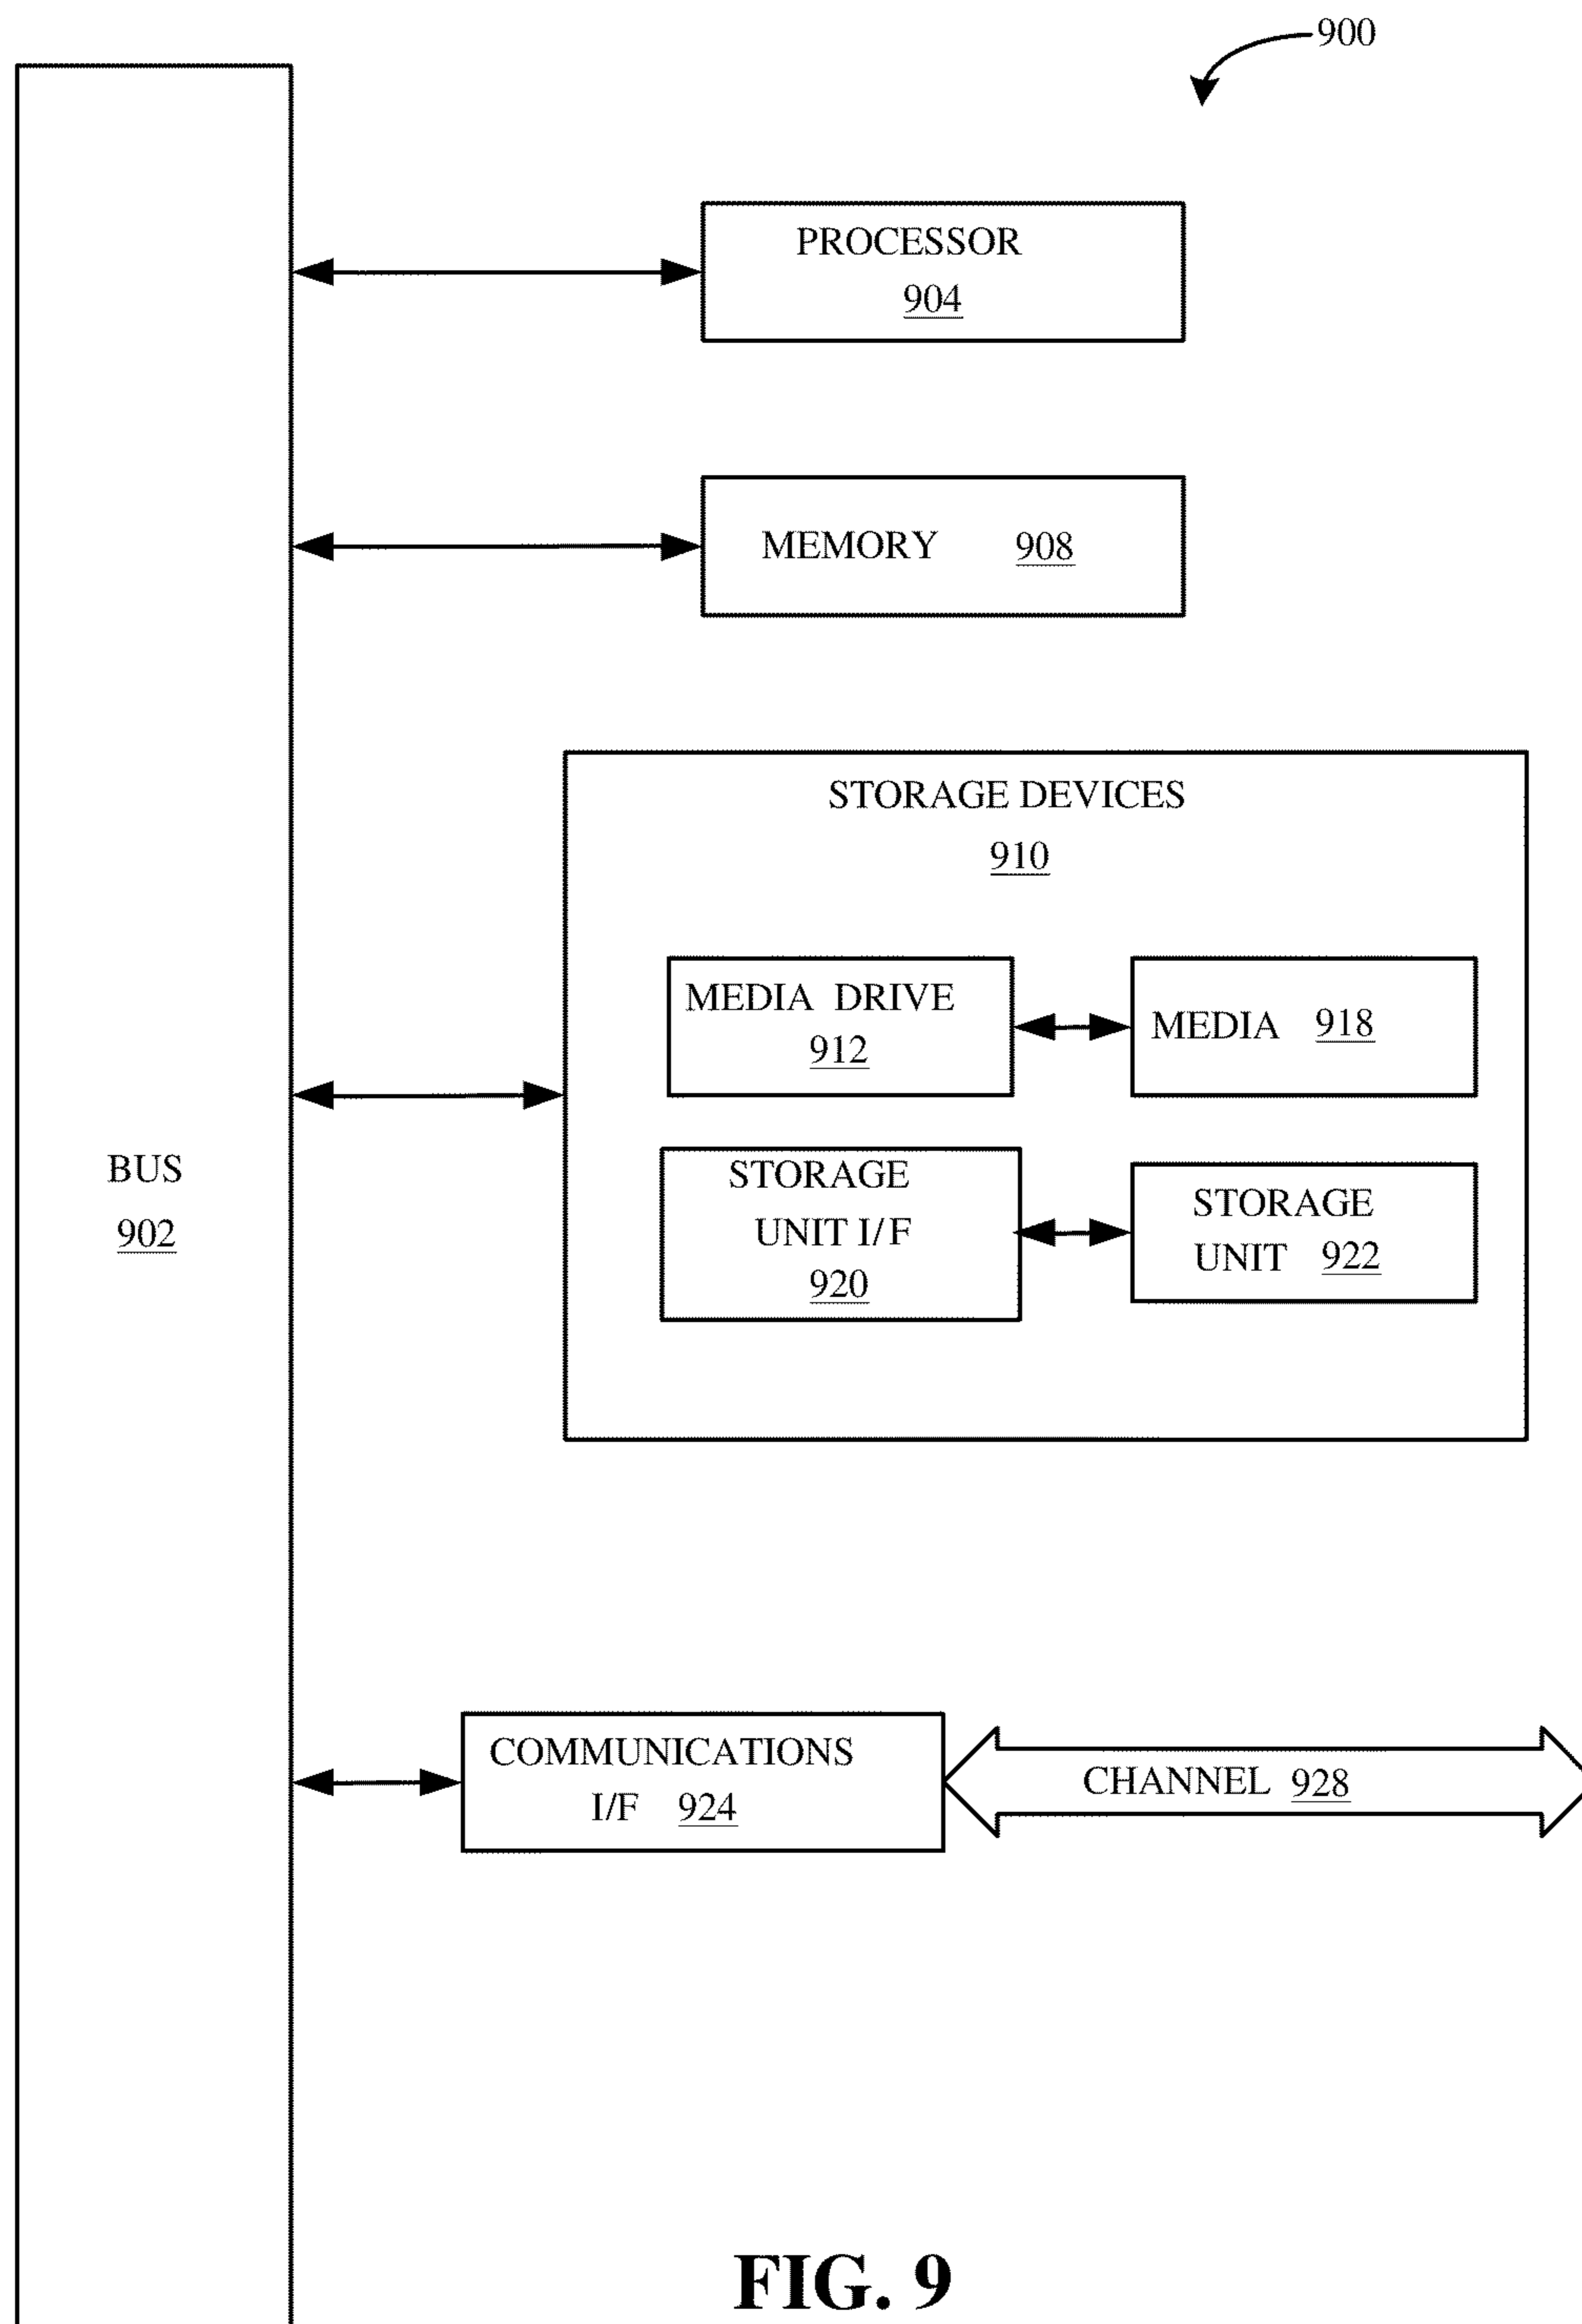 900
PROCESSOR
904
MEMORY 908
STORAGE DEVICES
910
MEDIA DRIVE
912
MEDIA 918
STORAGE
UNIT I/F
920
STORAGE
UNIT 922
BUS
902
COMMUNICATIONS
I/F 924
CHANNEL 928
FIG. 9